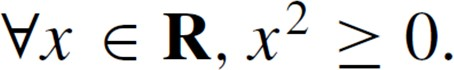 ∀x ∈ 𝐑, x² ≥ 0.